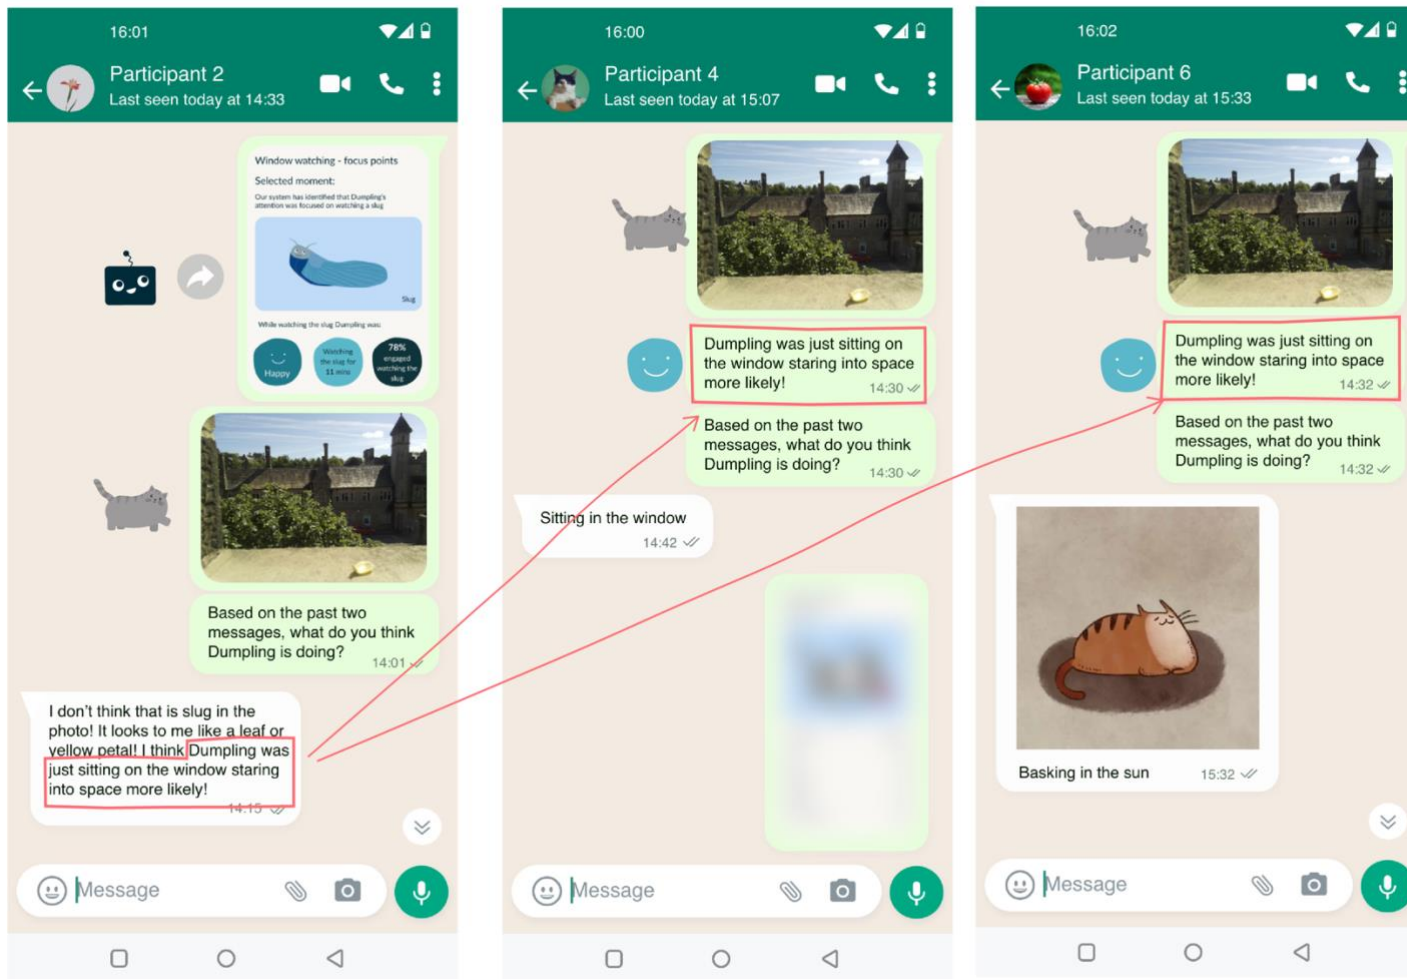 16:01
Participant 2
Last seen today at 14:33
Window watching - focus points
Selected moment:
Our system has identified that Dumpling's
attention was focused on watching a slug
Slug
While watching the slug Dumpling was:
Happy
Watching
the slug for
11 mins
78%
engaged
watching the
slug
Based on the past two
messages, what do you think
Dumpling is doing?
14:01
I don't think that is slug in the
photo! It looks to me like a leaf or
yellow petal! I think Dumpling was
just sitting on the window staring
into space more likely!
14:15
Message
16:00
Participant 4
Last seen today at 15:07
Dumpling was just sitting on
the window staring into space
more likely!
14:30
Based on the past two
messages, what do you think
Dumpling is doing?
14:30
Sitting in the window
14:42
Message
16:02
Participant 6
Last seen today at 15:33
Dumpling was just sitting on
the window staring into space
more likely!
14:32
Based on the past two
messages, what do you think
Dumpling is doing?
14:32
Basking in the sun
15:32
Message